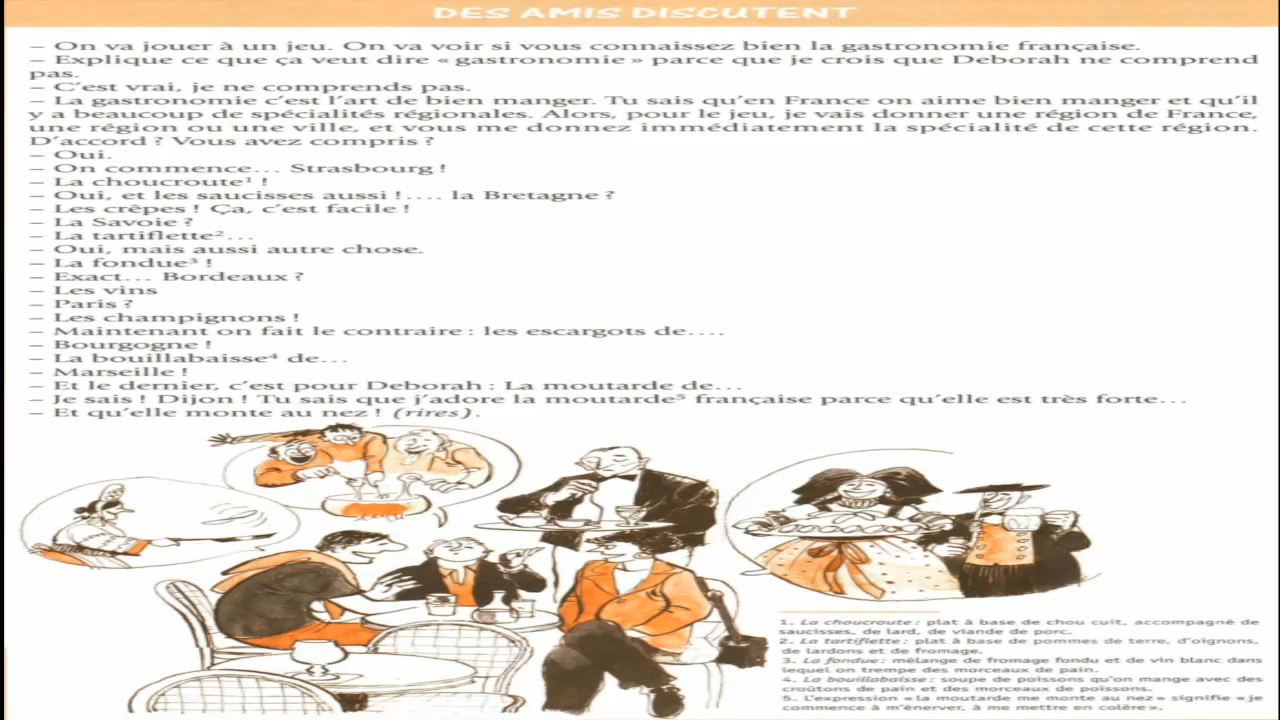 DES AMIS DISCUTENT
– On va jouer à un jeu. On va voir si vous connaissez bien la gastronomie française.
– Explique ce que ça veut dire « gastronomie » parce que je crois que Deborah ne comprend
pas.
– C'est vrai, je ne comprends pas.
– La gastronomie c'est l'art de bien manger. Tu sais qu'en France on aime bien manger et qu'il
y a beaucoup de spécialités régionales. Alors, pour le jeu, je vais donner une région de France,
une région ou une ville, et vous me donnez immédiatement la spécialité de cette région.
D'accord ? Vous avez compris ?
– Oui.
– On commence... Strasbourg !
– La choucroute¹ !
– Oui, et les saucisses aussi !.... la Bretagne ?
– Les crêpes ! Ça, c'est facile !
– La Savoie ?
– La tartiflette²...
– Oui, mais aussi autre chose.
– La fondue³ !
– Exact... Bordeaux ?
– Les vins
– Paris ?
– Les champignons !
– Maintenant on fait le contraire : les escargots de....
– Bourgogne !
– La bouillabaisse⁴ de...
– Marseille !
– Et le dernier, c'est pour Deborah : La moutarde de...
– Je sais ! Dijon ! Tu sais que j'adore la moutarde⁵ française parce qu'elle est très forte...
– Et qu'elle monte au nez ! (rires).
1. La choucroute : plat à base de chou cuit, accompagné de
saucisses, de lard, de viande de porc.
2. La tartiflette : plat à base de pommes de terre, d'oignons,
de lardons et de fromage.
3. La fondue : mélange de fromage fondu et de vin blanc dans
lequel on trempe des morceaux de pain.
4. La bouillabaisse : soupe de poissons qu'on mange avec des
croûtons de pain et des morceaux de poissons.
5. L'expression « la moutarde me monte au nez » signifie « je
commence à m'énerver, à me mettre en colère ».